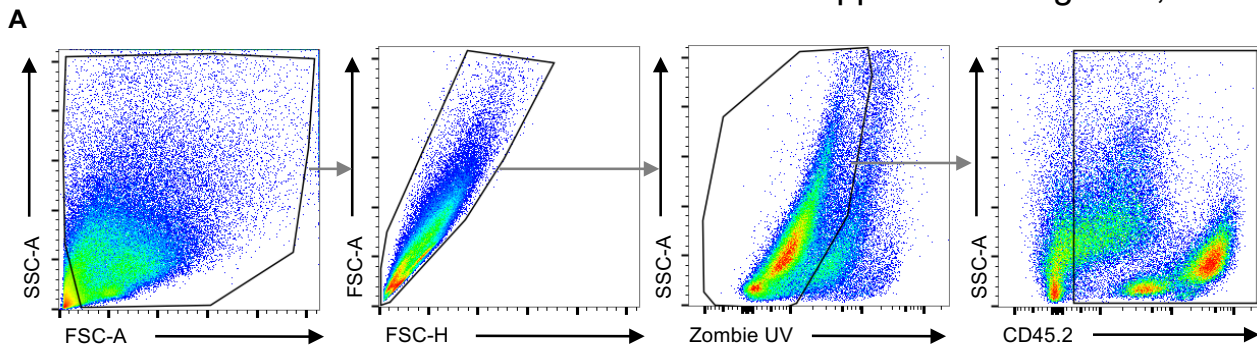 A
SSC-A
FSC-A
FSC-A
FSC-H
SSC-A
Zombie UV
SSC-A
CD45.2